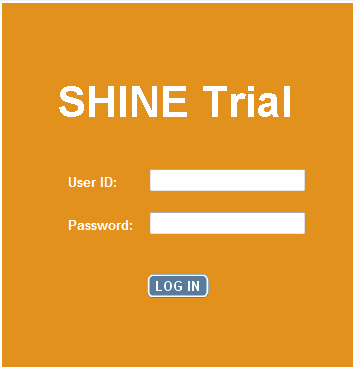 SHINE Trial
User ID:
Password:
LOG IN